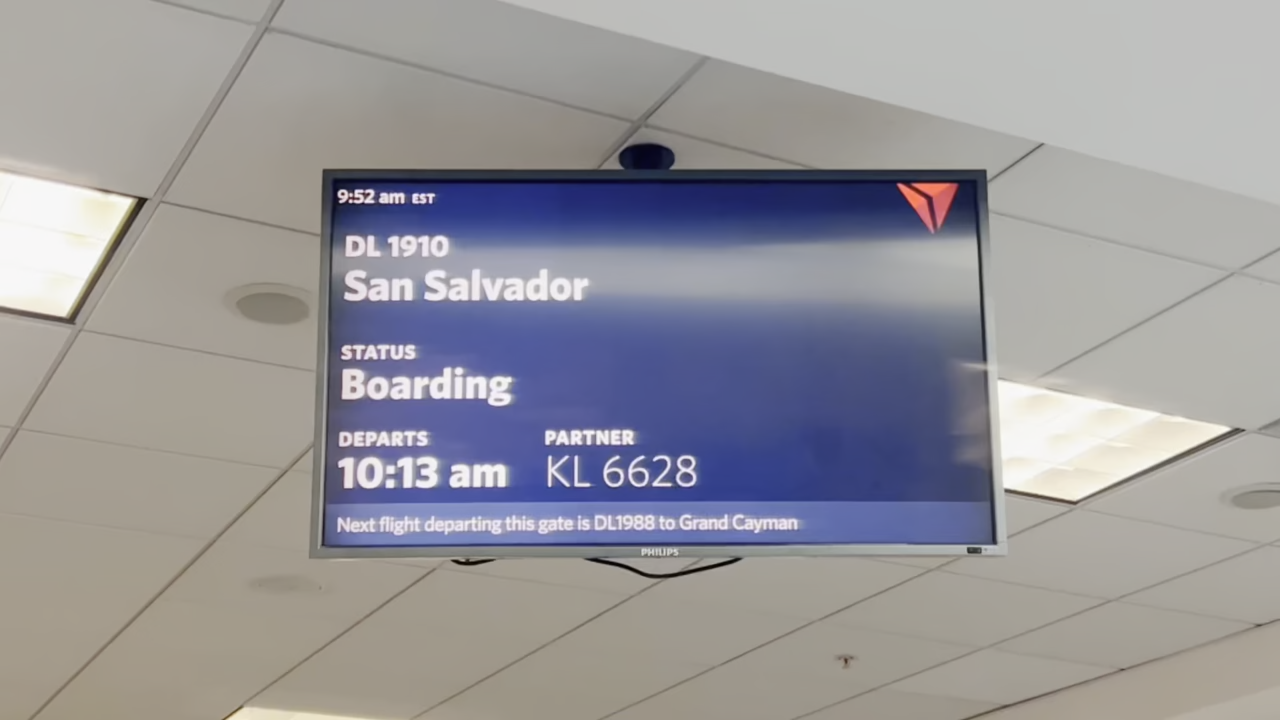 9:52 am EST
DL 1910
San Salvador
STATUS
Boarding
DEPARTS PARTNER
10:13 am KL 6628
Next flight departing this gate is DL1988 to Grand Cayman
PHILIPS